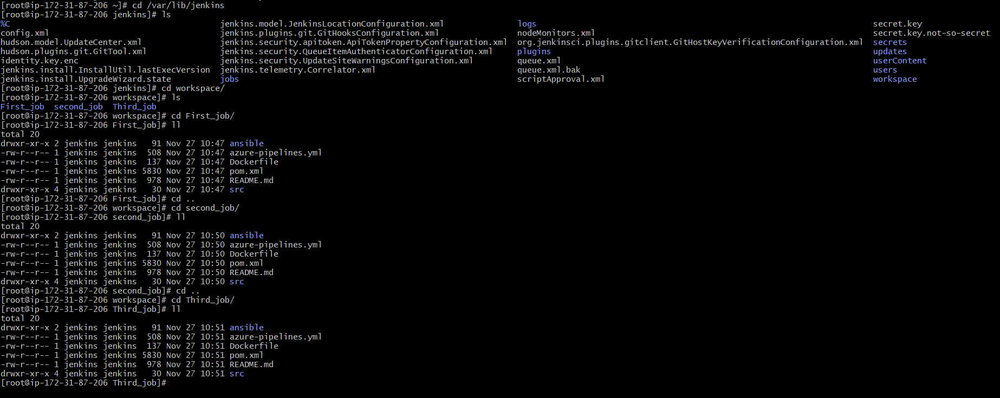 [root@ip-172-31-87-206 ~]# cd /var/lib/jenkins
[root@ip-172-31-87-206 jenkins]# ls
%C                                          jenkins.model.JenkinsLocationConfiguration.xml               logs                                                                    secret.key
config.xml                                  jenkins.plugins.git.GitHooksConfiguration.xml                nodeMonitors.xml                                                        secret.key.not-so-secret
hudson.model.UpdateCenter.xml               jenkins.security.apitoken.ApiTokenPropertyConfiguration.xml  org.jenkinsci.plugins.gitclient.GitHostKeyVerificationConfiguration.xml  secrets
hudson.plugins.git.GitTool.xml              jenkins.security.QueueItemAuthenticatorConfiguration.xml     plugins                                                                 updates
identity.key.enc                            jenkins.security.UpdateSiteWarningsConfiguration.xml         queue.xml                                                               userContent
jenkins.install.InstallUtil.lastExecVersion  jenkins.telemetry.Correlator.xml                             queue.xml.bak                                                           users
jenkins.install.UpgradeWizard.state         jobs                                                         scriptApproval.xml                                                      workspace
[root@ip-172-31-87-206 jenkins]# cd workspace/
[root@ip-172-31-87-206 workspace]# ls
First_job  second_job  Third_job
[root@ip-172-31-87-206 workspace]# cd First_job/
[root@ip-172-31-87-206 First_job]# ll
total 20
drwxr-xr-x 2 jenkins jenkins   91 Nov 27 10:47 ansible
-rw-r--r-- 1 jenkins jenkins  508 Nov 27 10:47 azure-pipelines.yml
-rw-r--r-- 1 jenkins jenkins  137 Nov 27 10:47 Dockerfile
-rw-r--r-- 1 jenkins jenkins 5830 Nov 27 10:47 pom.xml
-rw-r--r-- 1 jenkins jenkins  978 Nov 27 10:47 README.md
drwxr-xr-x 4 jenkins jenkins   30 Nov 27 10:47 src
[root@ip-172-31-87-206 First_job]# cd ..
[root@ip-172-31-87-206 workspace]# cd second_job/
[root@ip-172-31-87-206 second_job]# ll
total 20
drwxr-xr-x 2 jenkins jenkins   91 Nov 27 10:50 ansible
-rw-r--r-- 1 jenkins jenkins  508 Nov 27 10:50 azure-pipelines.yml
-rw-r--r-- 1 jenkins jenkins  137 Nov 27 10:50 Dockerfile
-rw-r--r-- 1 jenkins jenkins 5830 Nov 27 10:50 pom.xml
-rw-r--r-- 1 jenkins jenkins  978 Nov 27 10:50 README.md
drwxr-xr-x 4 jenkins jenkins   30 Nov 27 10:50 src
[root@ip-172-31-87-206 second_job]# cd ..
[root@ip-172-31-87-206 workspace]# cd Third_job/
[root@ip-172-31-87-206 Third_job]# ll
total 20
drwxr-xr-x 2 jenkins jenkins   91 Nov 27 10:51 ansible
-rw-r--r-- 1 jenkins jenkins  508 Nov 27 10:51 azure-pipelines.yml
-rw-r--r-- 1 jenkins jenkins  137 Nov 27 10:51 Dockerfile
-rw-r--r-- 1 jenkins jenkins 5830 Nov 27 10:51 pom.xml
-rw-r--r-- 1 jenkins jenkins  978 Nov 27 10:51 README.md
drwxr-xr-x 4 jenkins jenkins   30 Nov 27 10:51 src
[root@ip-172-31-87-206 Third_job]#